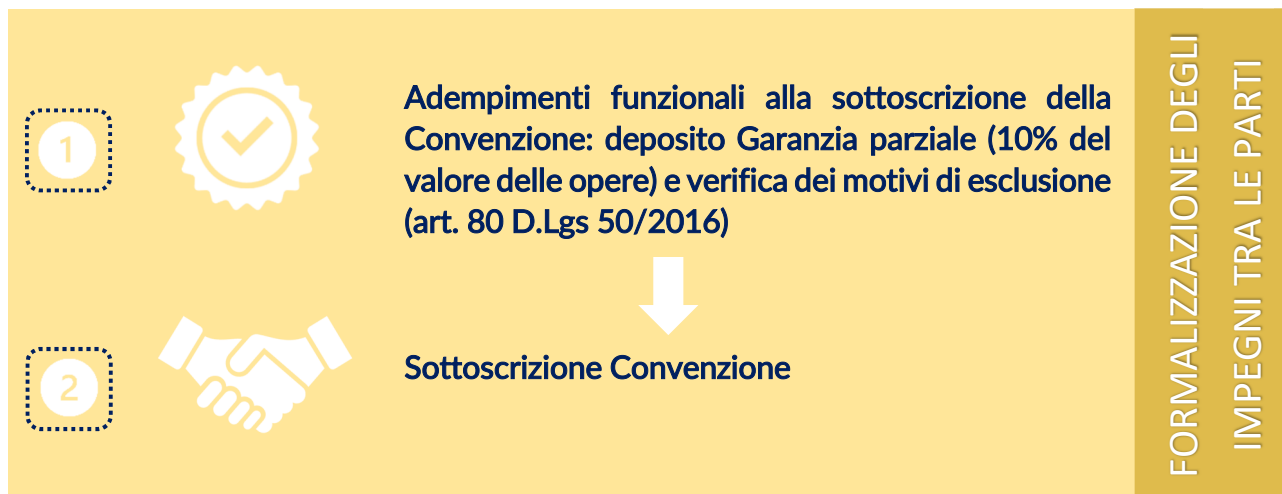 1
Adempimenti funzionali alla sottoscrizione della
Convenzione: deposito Garanzia parziale (10% del
valore delle opere) e verifica dei motivi di esclusione
(art. 80 D.Lgs 50/2016)
2
Sottoscrizione Convenzione
FORMALIZZAZIONE DEGLI
IMPEGNI TRA LE PARTI